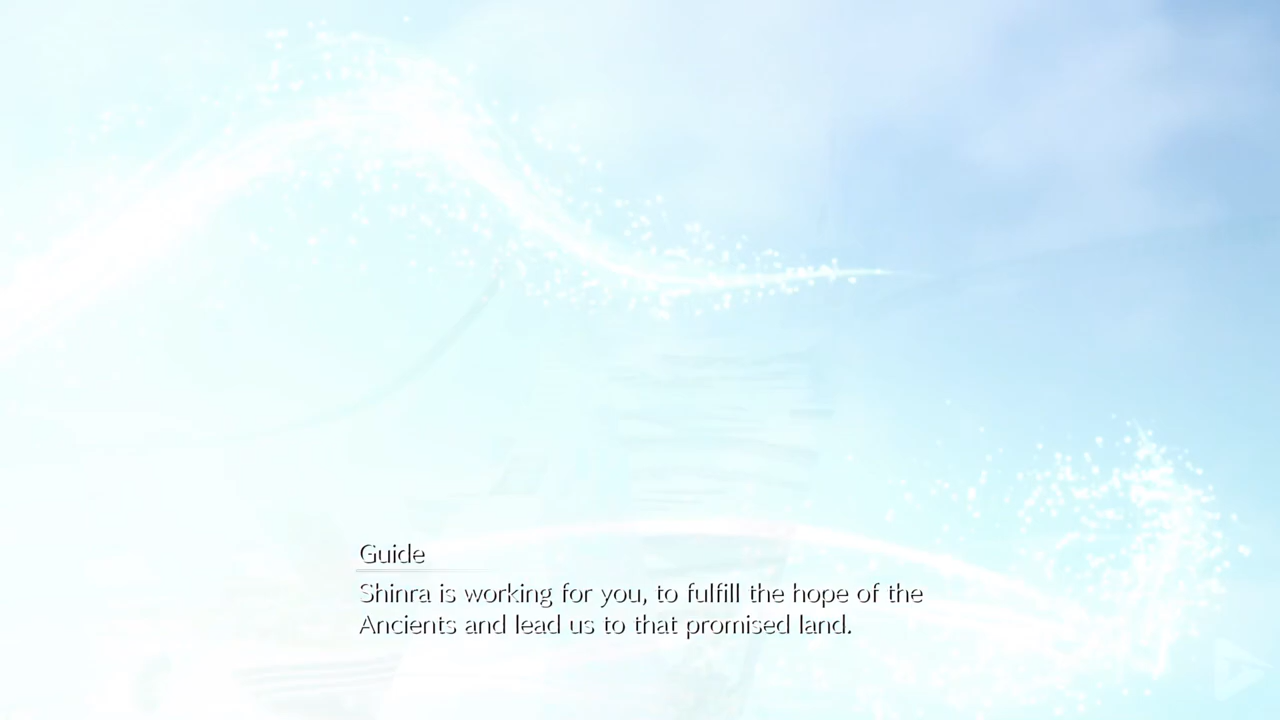 Guide
Shinra is working for you, to fulfill the hope of the
Ancients and lead us to that promised land.